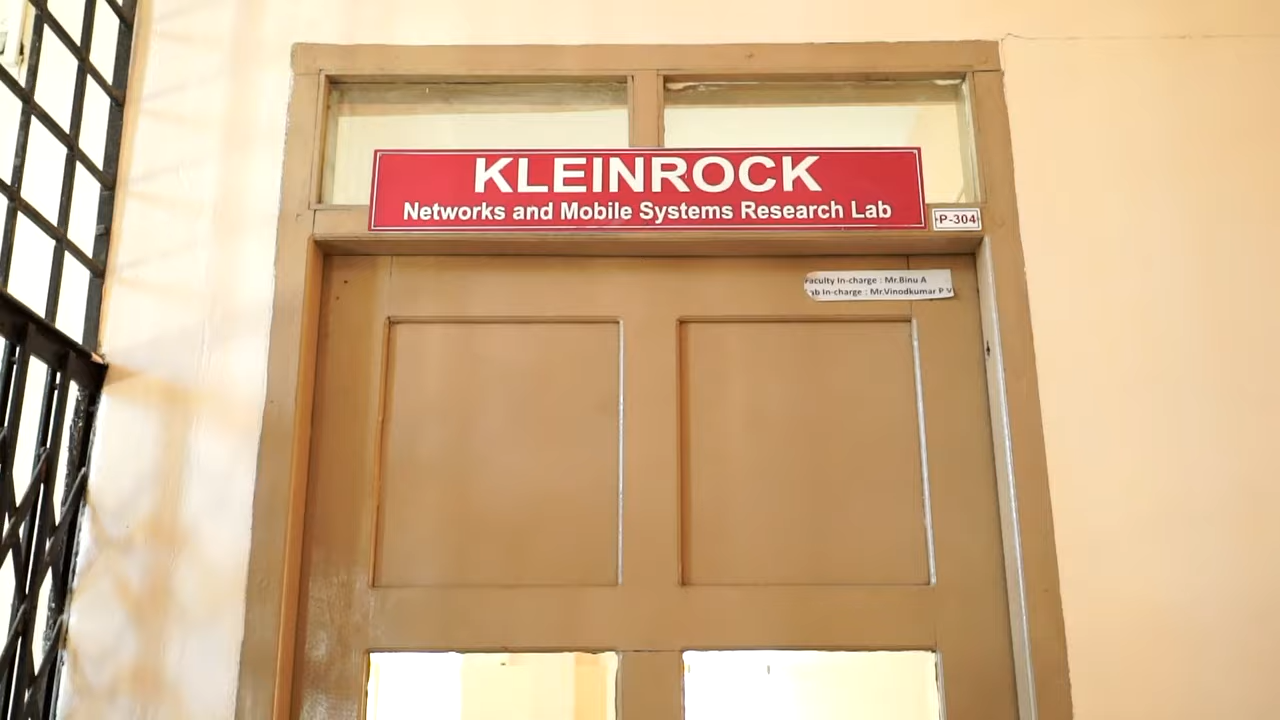 KLEINROCK
Networks and Mobile Systems Research Lab
P-304
Faculty In-charge : Mr.Binu A
Lab In-charge : Mr.Vinodkumar P V